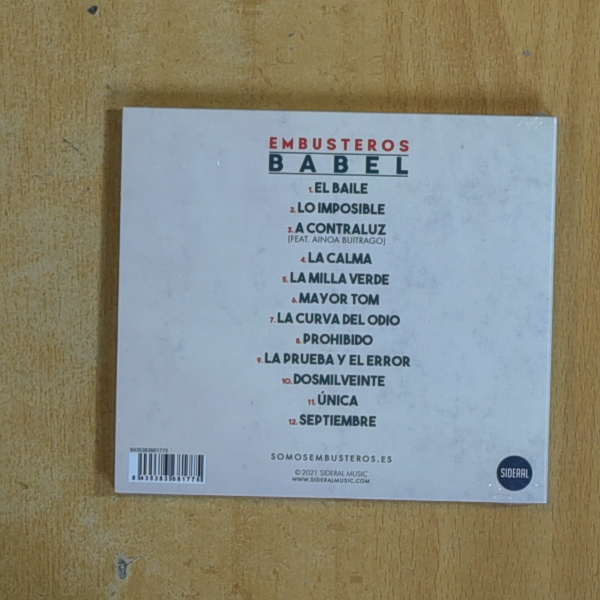 EMBUSTEROS
BABEL
1. EL BAILE
2. LO IMPOSIBLE
3. A CONTRALUZ
(FEAT. AINOA BUITRAGO)
4. LA CALMA
5. LA MILLA VERDE
6. MAYOR TOM
7. LA CURVA DEL ODIO
8. PROHIBIDO
9. LA PRUEBA Y EL ERROR
10. DOSMILVEINTE
11. ÚNICA
12. SEPTIEMBRE
SOMOSEMBUSTEROS.ES
© 2021 SIDERAL MUSIC
WWW.SIDERALMUSIC.COM
SIDERAL